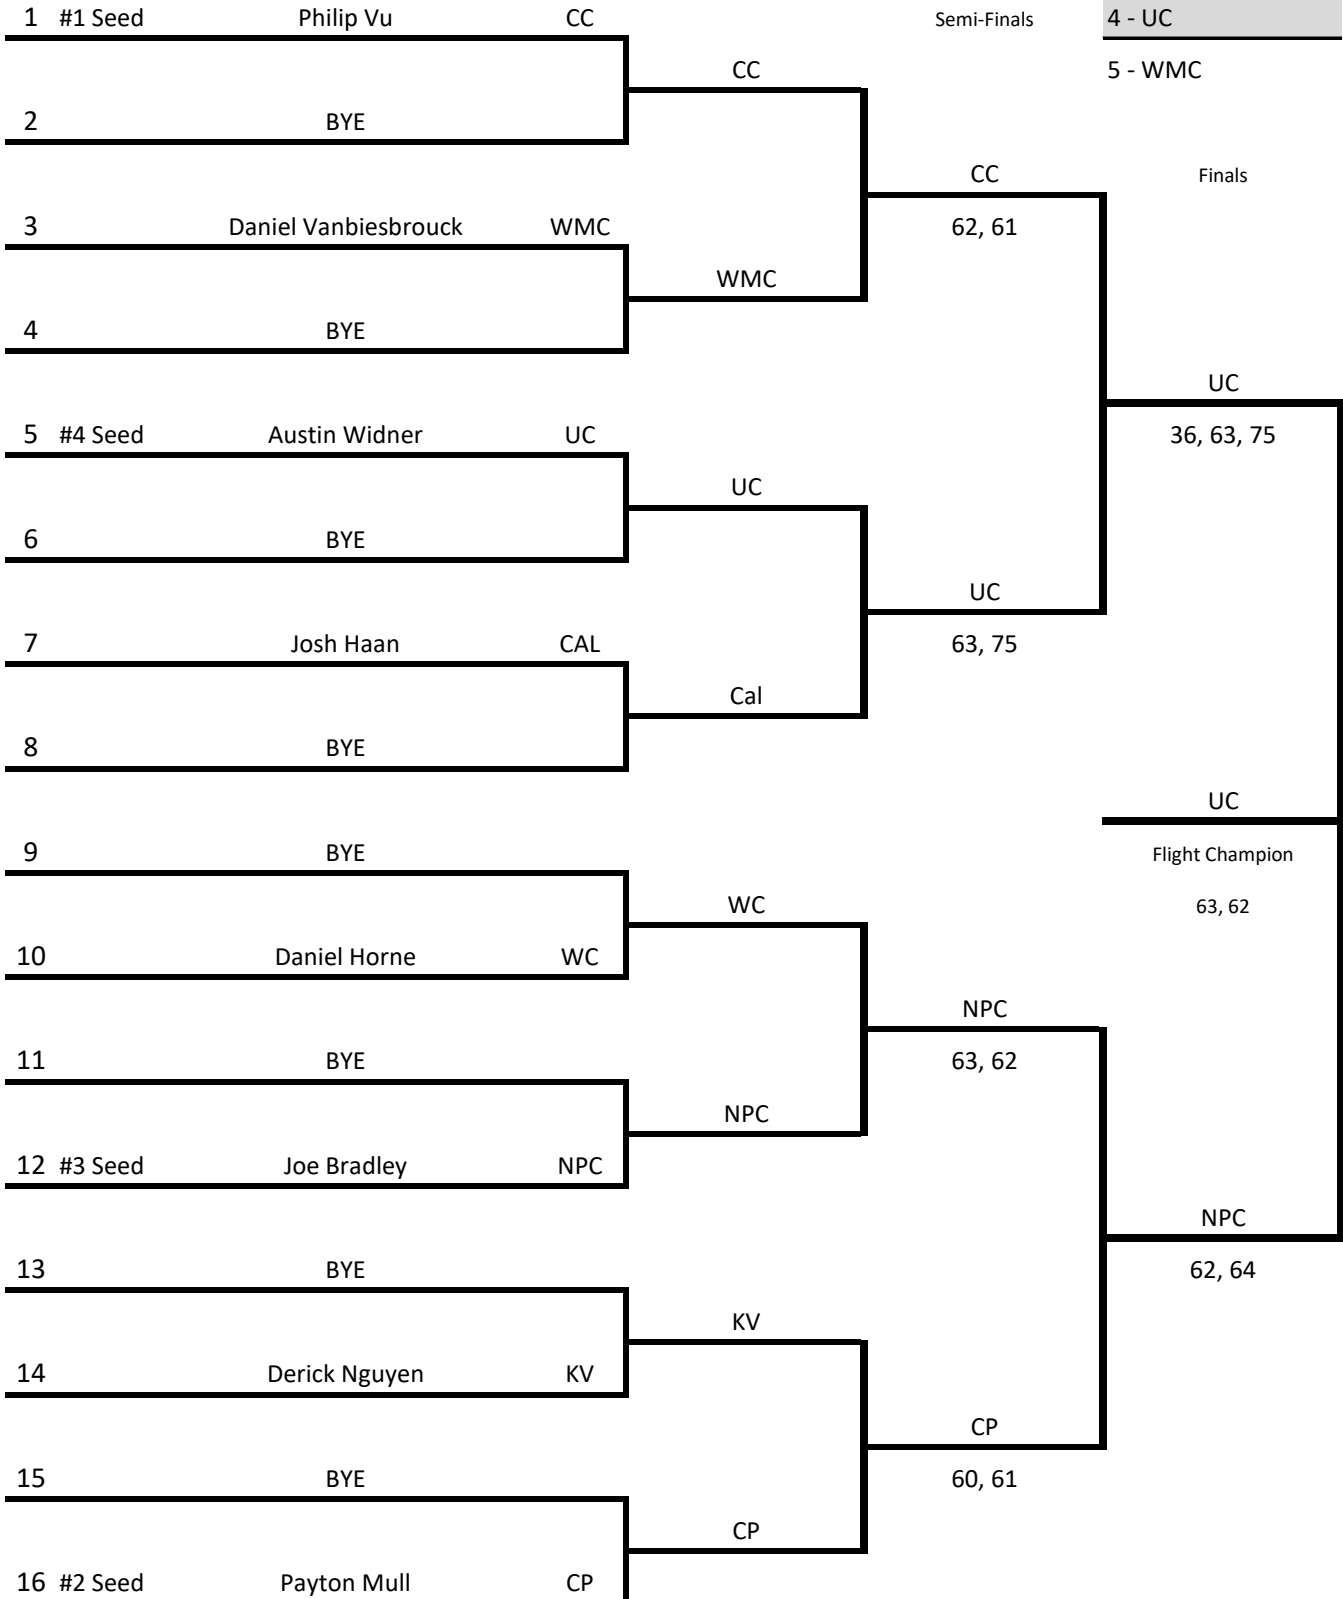 1 #1 Seed Philip Vu CC Semi-Finals 4 - UC
CC 5 - WMC
2 BYE
CC Finals
3 Daniel Vanbiesbrouck WMC 62, 61
WMC
4 BYE
UC
5 #4 Seed Austin Widner UC 36, 63, 75
UC
6 BYE
UC
7 Josh Haan CAL 63, 75
Cal
8 BYE
UC
9 BYE Flight Champion
WC 63, 62
10 Daniel Horne WC
NPC
11 BYE 63, 62
NPC
12 #3 Seed Joe Bradley NPC
NPC
13 BYE 62, 64
KV
14 Derick Nguyen KV
CP
15 BYE 60, 61
CP
16 #2 Seed Payton Mull CP